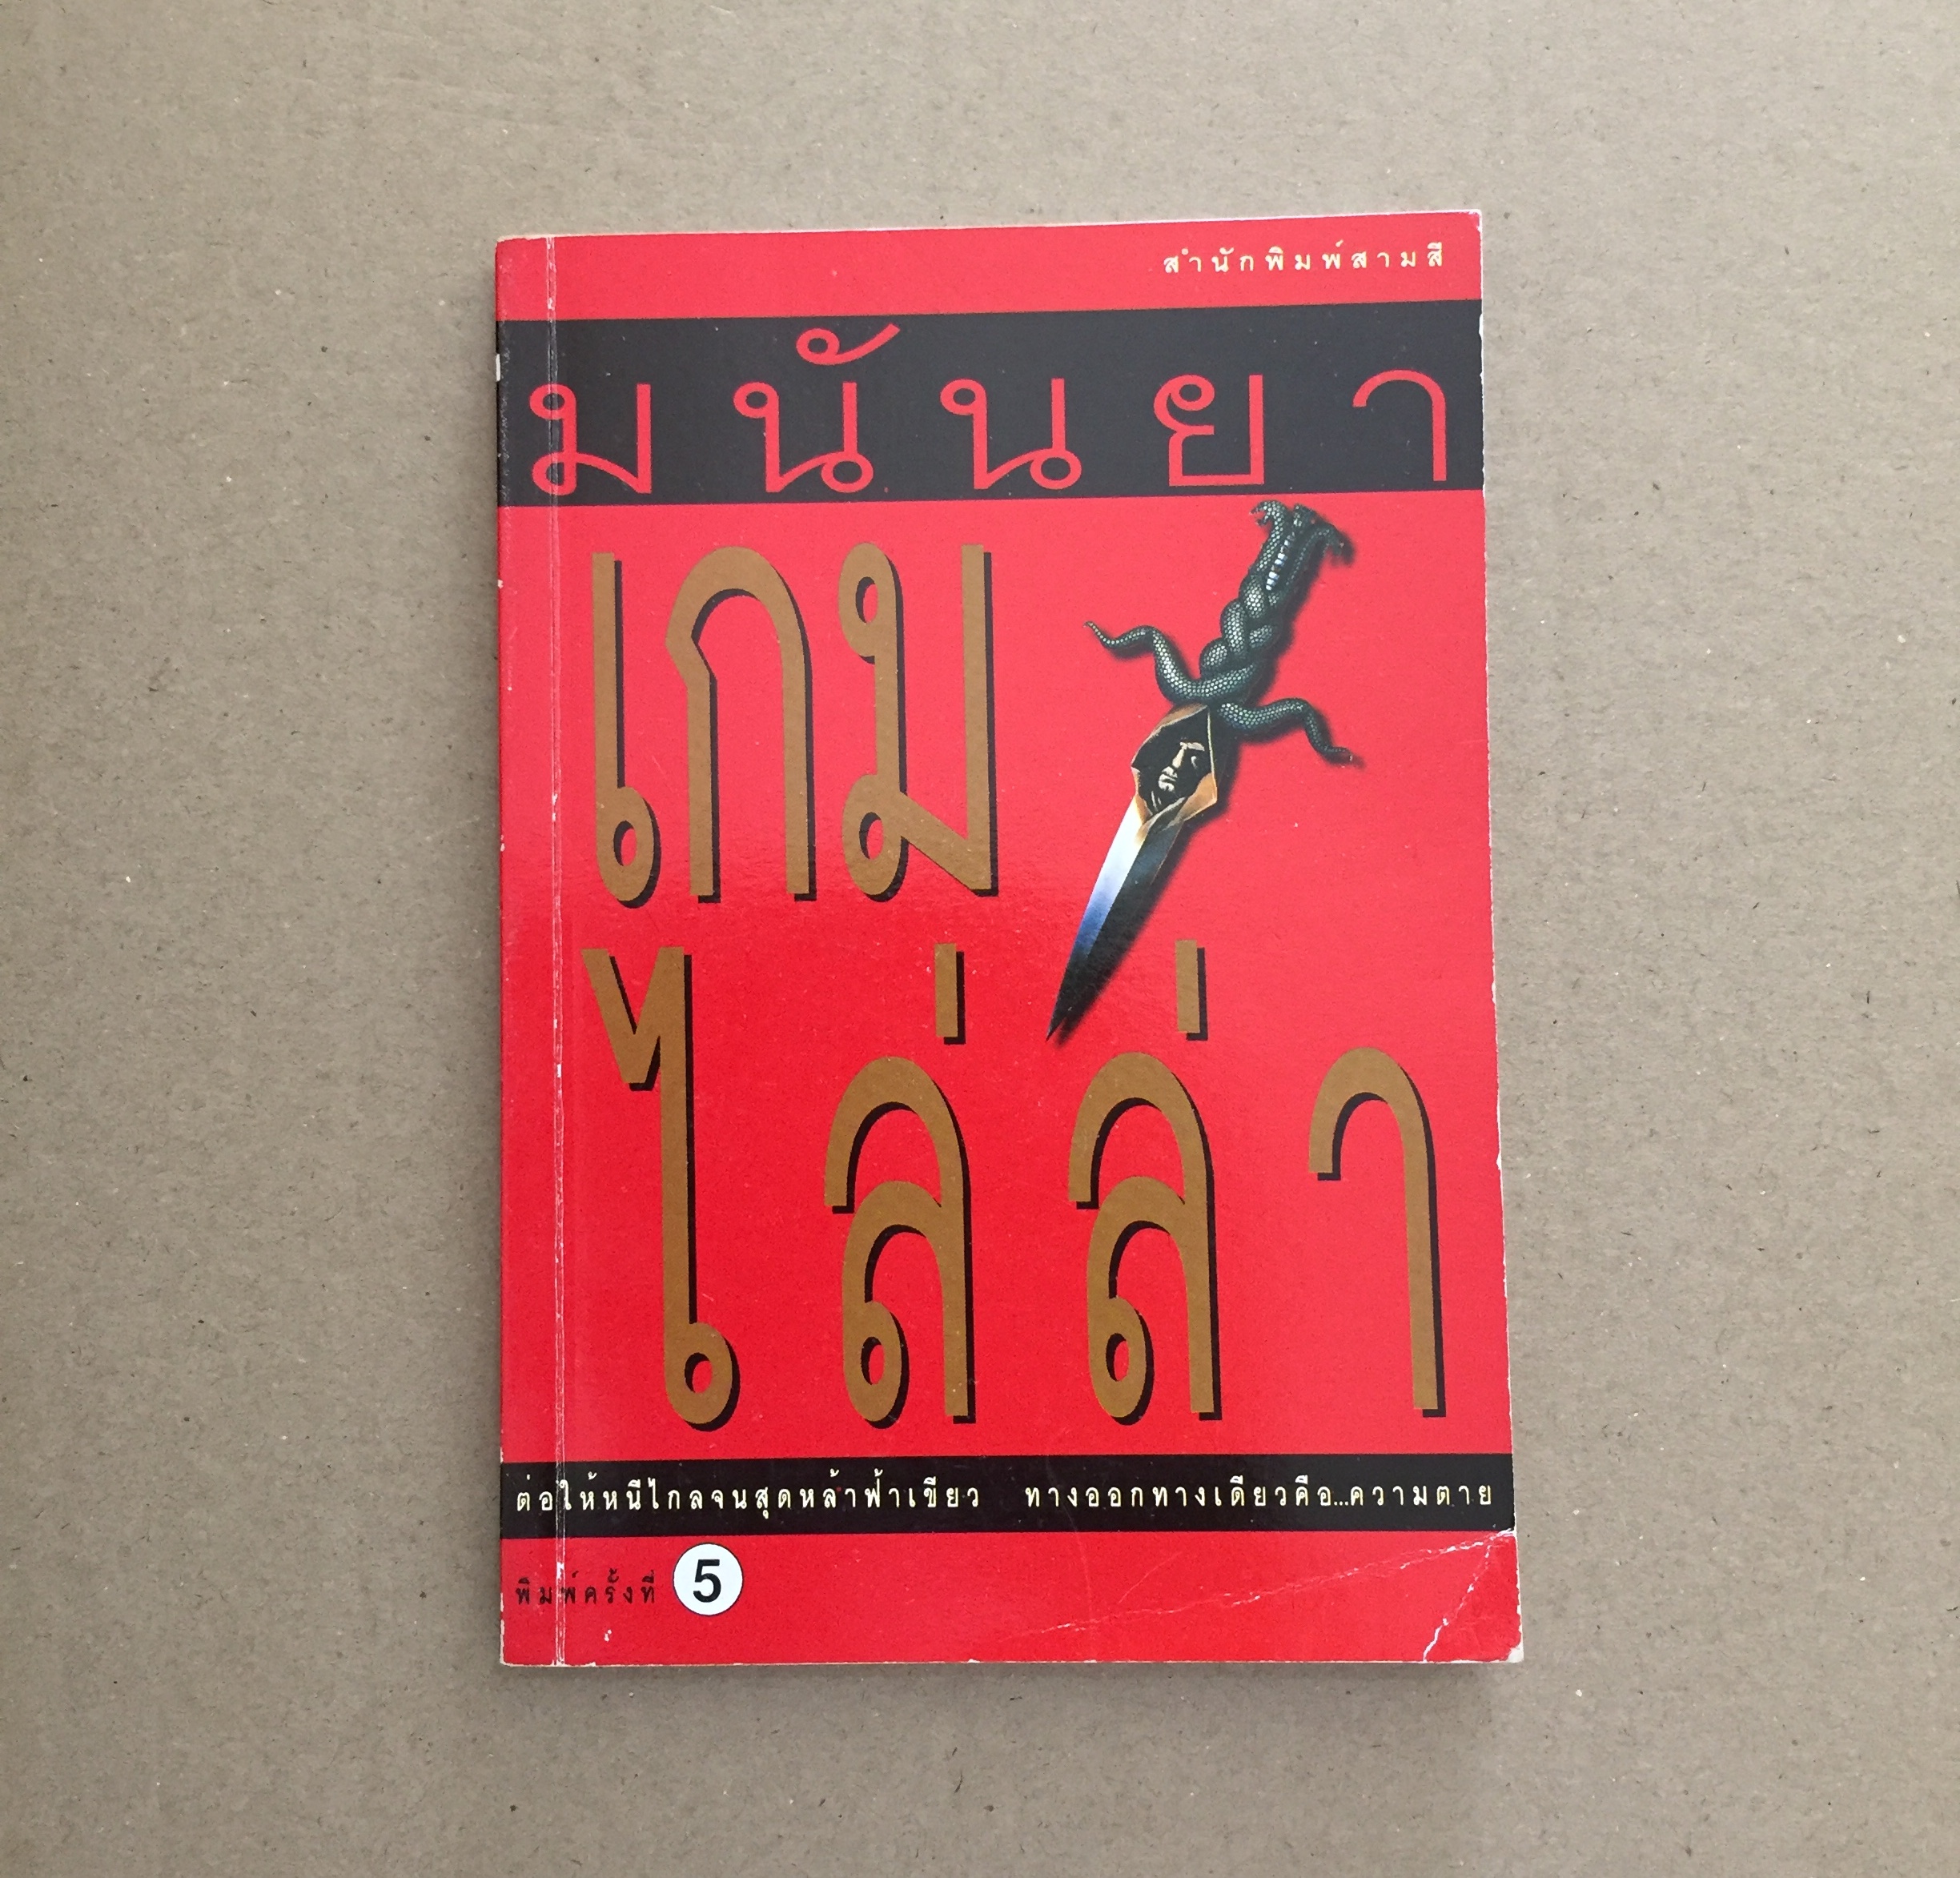 สำนักพิมพ์สามสี
มนันยา
เกม
ไล่ล่า
ต่อให้หนีไกลจนสุดหล้าฟ้าเขียว ทางออกทางเดียวคือ...ความตาย
พิมพ์ครั้งที่ 5